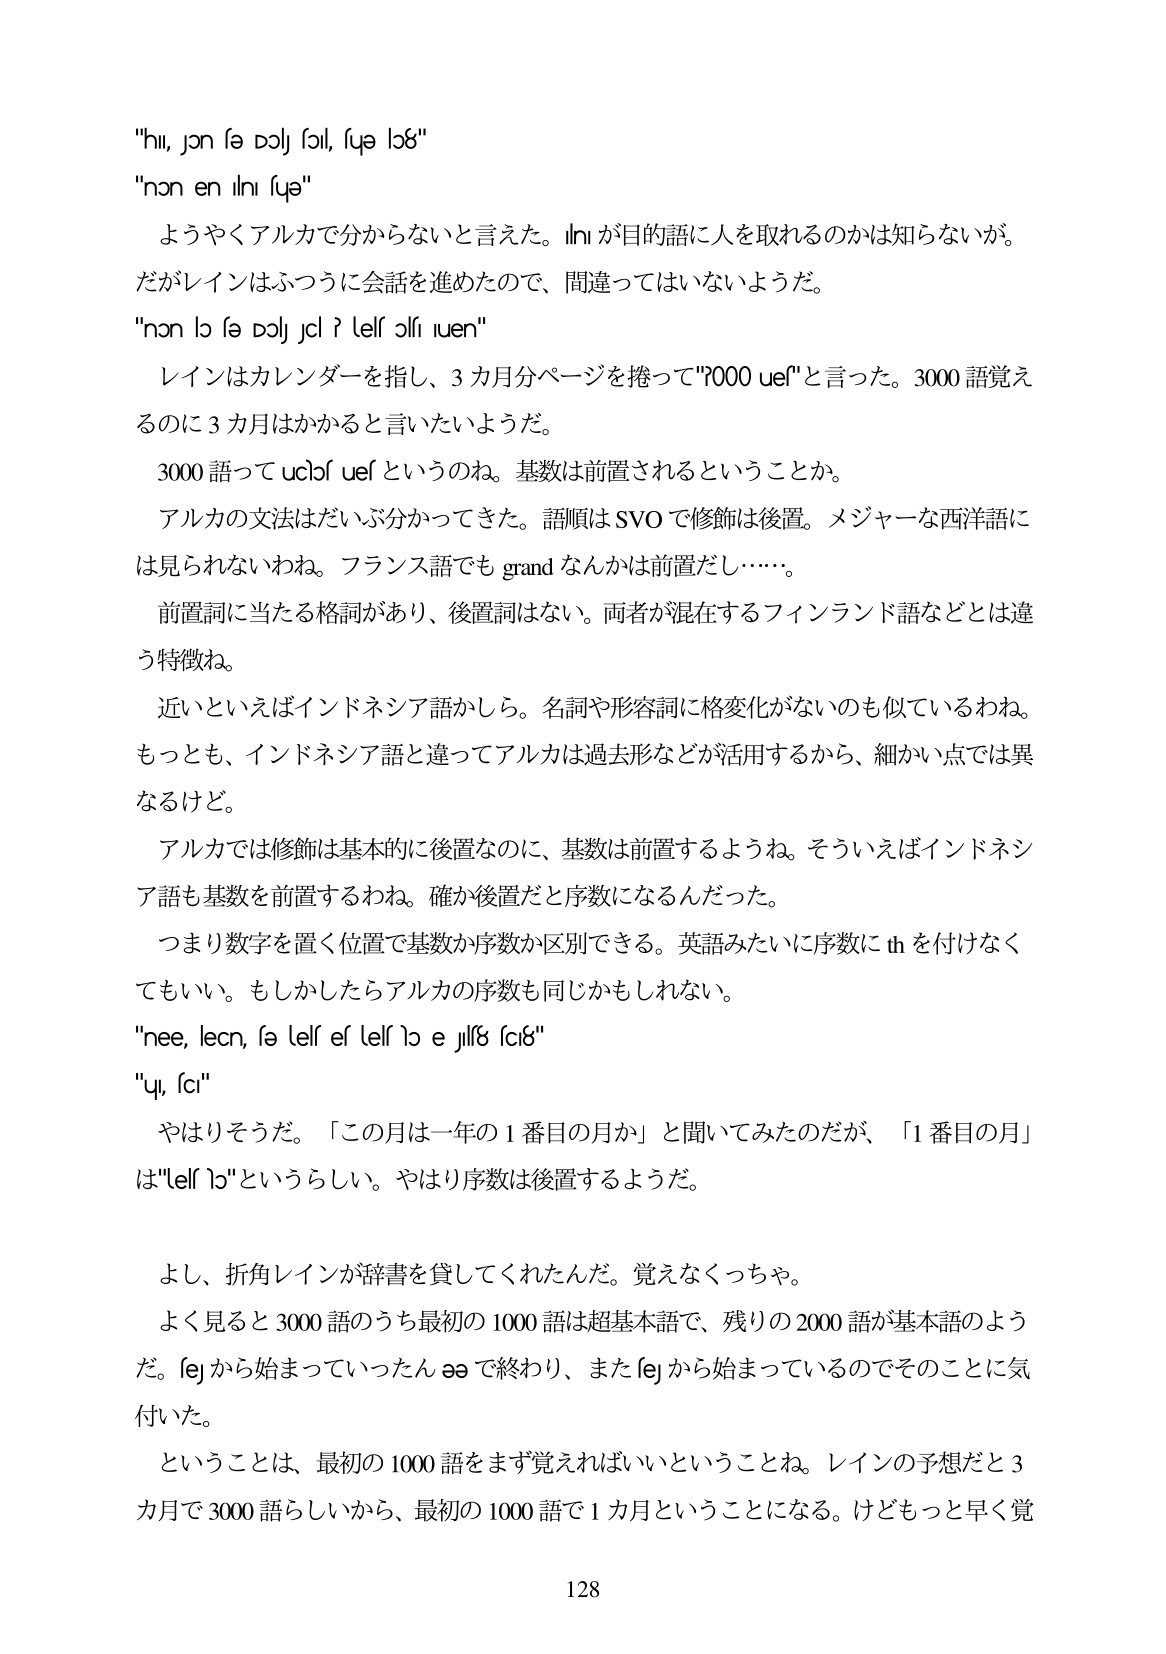 "hıı, ȷɔn ʃə ᴅɔlȷ ʃɔıl, ʃɥə lɔ8"
"nɔn en ılnı ʃɥə"
ようやくアルカで分からないと言えた。ılnı が目的語に人を取れるのかは知らないが。
だがレインはふつうに会話を進めたので、間違ってはいないようだ。
"nɔn lɔ ʃə ᴅɔlȷ ȷcl ? ɩelʃ ɔlʃı ıuen"
レインはカレンダーを指し、3 カ月分ページを捲って"?000 ueʃ"と言った。3000 語覚え
るのに 3 カ月はかかると言いたいようだ。
3000 語って uclɔʃ ueʃ というのね。基数は前置されるということか。
アルカの文法はだいぶ分かってきた。語順は SVO で修飾は後置。メジャーな西洋語に
は見られないわね。フランス語でも grand なんかは前置だし……。
前置詞に当たる格詞があり、後置詞はない。両者が混在するフィンランド語などとは違
う特徴ね。
近いといえばインドネシア語かしら。名詞や形容詞に格変化がないのも似ているわね。
もっとも、インドネシア語と違ってアルカは過去形などが活用するから、細かい点では異
なるけど。
アルカでは修飾は基本的に後置なのに、基数は前置するようね。そういえばインドネシ
ア語も基数を前置するわね。確か後置だと序数になるんだった。
つまり数字を置く位置で基数か序数か区別できる。英語みたいに序数に th を付けなく
てもいい。もしかしたらアルカの序数も同じかもしれない。
"nee, lecn, ʃə ɩelʃ eʃ ɩelʃ ꓶɔ e ȷılʃ8 ʃcı8"
"ɥı, ʃcı"
やはりそうだ。「この月は一年の 1 番目の月か」と聞いてみたのだが、「1 番目の月」
は"ɩelʃ ꓶɔ"というらしい。やはり序数は後置するようだ。
よし、折角レインが辞書を貸してくれたんだ。覚えなくっちゃ。
よく見ると 3000 語のうち最初の 1000 語は超基本語で、残りの 2000 語が基本語のよう
だ。ʃeȷ から始まっていったん əə で終わり、また ʃeȷ から始まっているのでそのことに気
付いた。
ということは、最初の 1000 語をまず覚えればいいということね。レインの予想だと 3
カ月で 3000 語らしいから、最初の 1000 語で 1 カ月ということになる。けどもっと早く覚
128